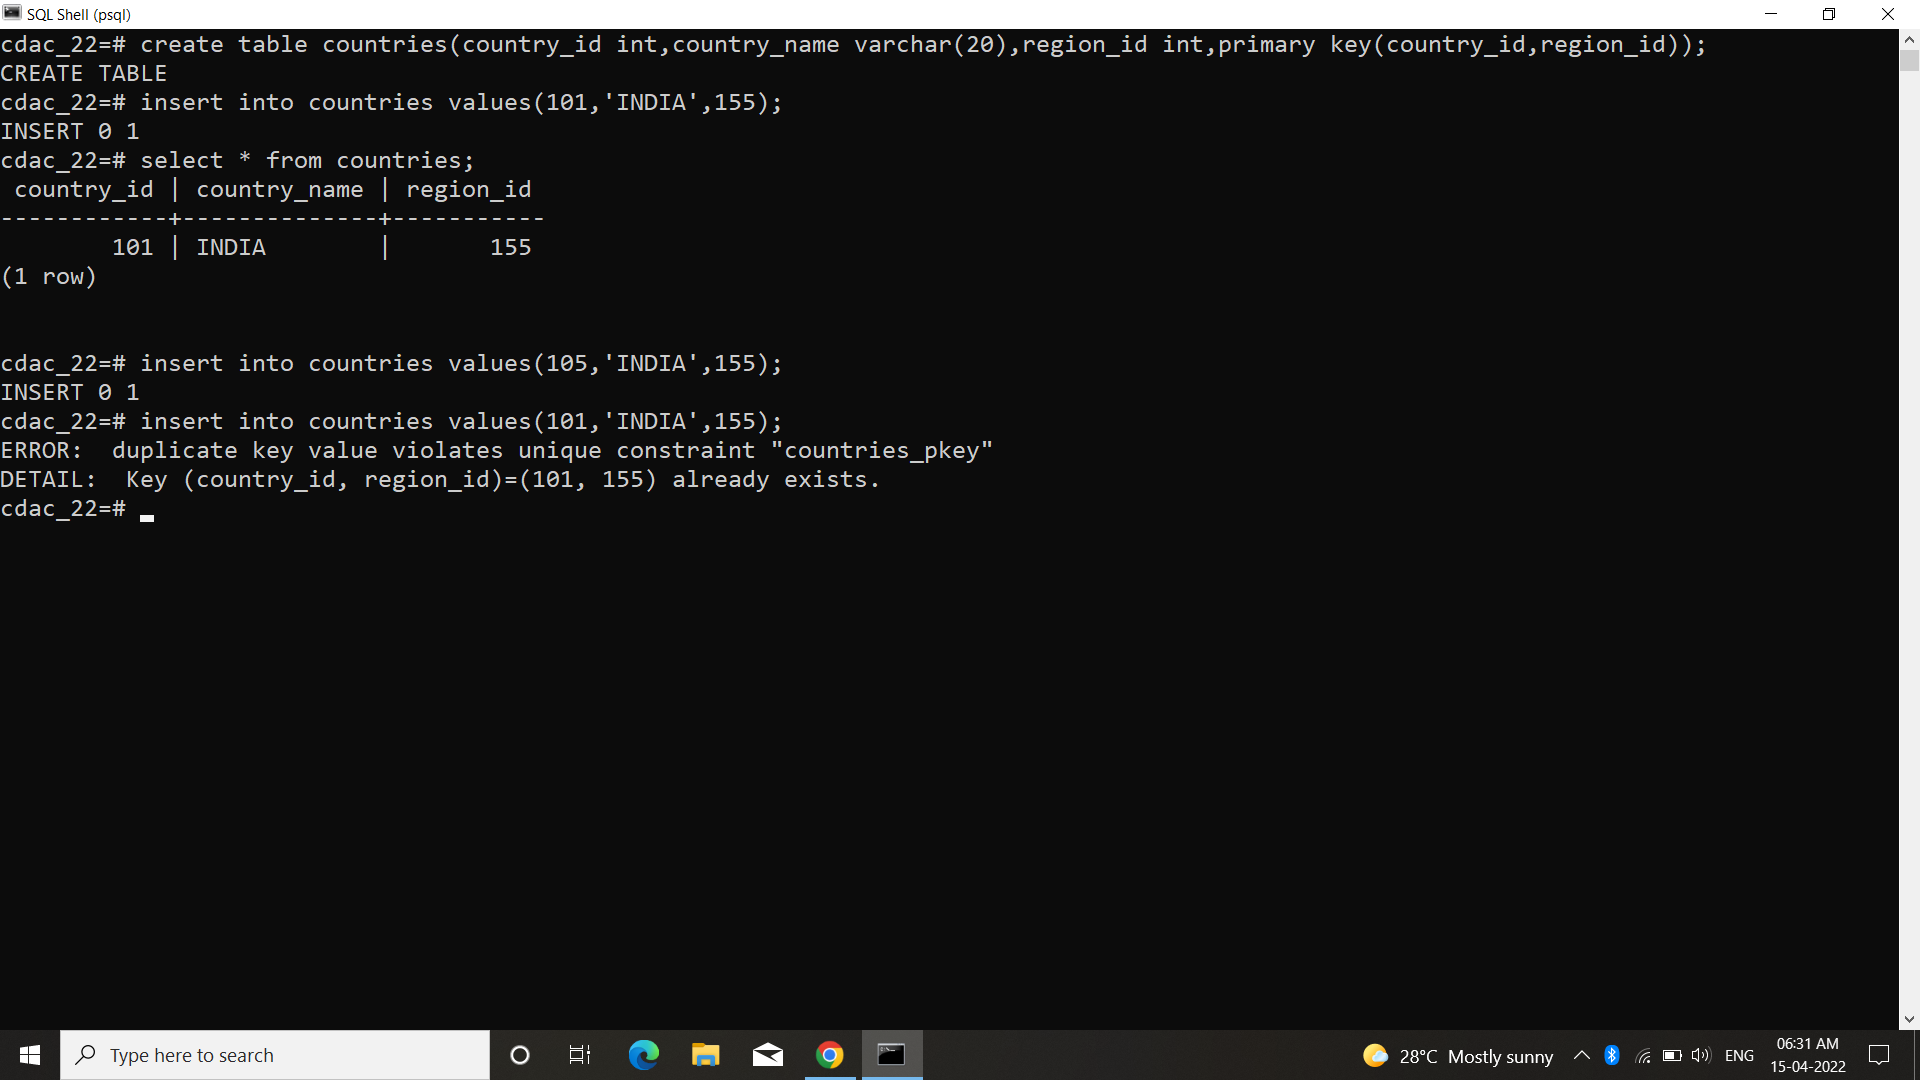 SQL Shell (psql)
cdac_22=# create table countries(country_id int,country_name varchar(20),region_id int,primary key(country_id,region_id));
CREATE TABLE
cdac_22=# insert into countries values(101,'INDIA',155);
INSERT 0 1
cdac_22=# select * from countries;
 country_id | country_name | region_id
------------+--------------+-----------
        101 | INDIA        |       155
(1 row)
cdac_22=# insert into countries values(105,'INDIA',155);
INSERT 0 1
cdac_22=# insert into countries values(101,'INDIA',155);
ERROR:  duplicate key value violates unique constraint "countries_pkey"
DETAIL:  Key (country_id, region_id)=(101, 155) already exists.
cdac_22=#
Type here to search
28°C Mostly sunny
ENG
06:31 AM
15-04-2022